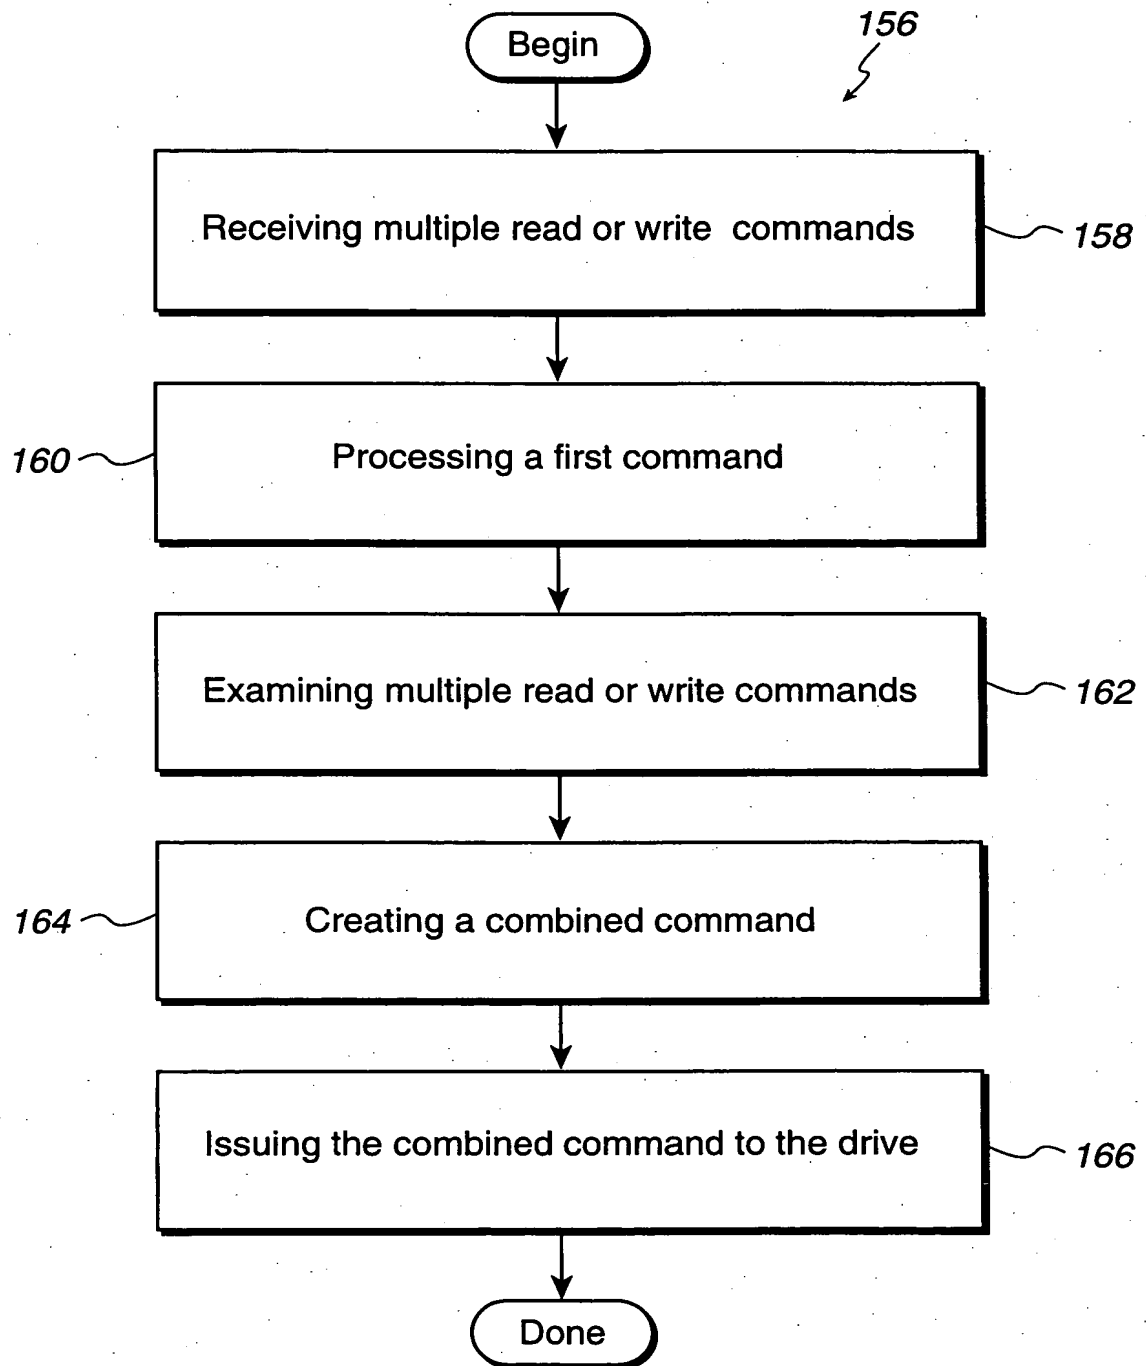 Begin
156
Receiving multiple read or write commands
158
160
Processing a first command
Examining multiple read or write commands
162
164
Creating a combined command
Issuing the combined command to the drive
166
Done